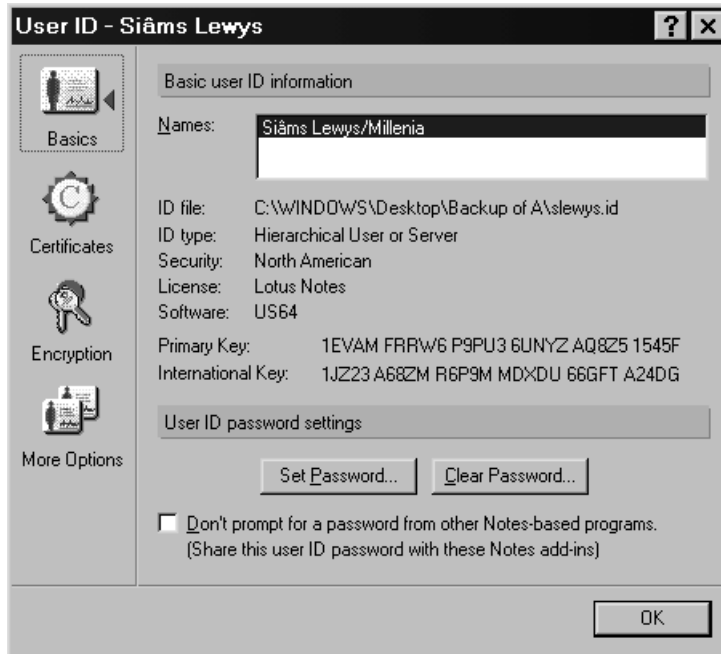 User ID - Siâms Lewys
Basics
Certificates
Encryption
More Options
Basic user ID information
Names: Siâms Lewys/Millenia
ID file: C:\WINDOWS\Desktop\Backup of A\slewys.id
ID type: Hierarchical User or Server
Security: North American
License: Lotus Notes
Software: US64
Primary Key: 1EVAM FRRW6 P9PU3 6UNYZ AQ8Z5 1545F
International Key: 1JZ23 A68ZM R6P9M MDXDU 66GFT A24DG
User ID password settings
Set Password... Clear Password...
Don't prompt for a password from other Notes-based programs.
(Share this user ID password with these Notes add-ins)
OK